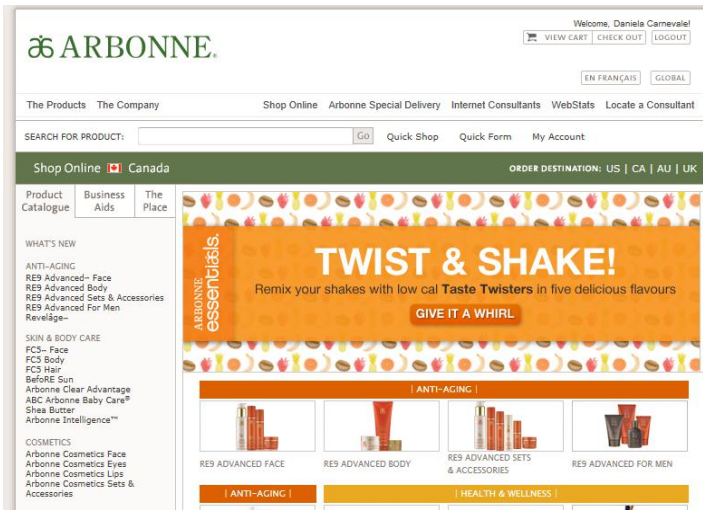 Welcome, Daniela Carnevale!
ARBONNE.
VIEW CART CHECK OUT LOGOUT
EN FRANÇAIS GLOBAL
The Products The Company Shop Online Arbonne Special Delivery Internet Consultants WebStats Locate a Consultant
SEARCH FOR PRODUCT: Go Quick Shop Quick Form My Account
Shop Online Canada ORDER DESTINATION: US | CA | AU | UK
Product Catalogue
Business Aids
The Place
WHAT'S NEW
ANTI-AGING
RE9 Advanced– Face
RE9 Advanced Body
RE9 Advanced Sets & Accessories
RE9 Advanced For Men
Revelâge–
SKIN & BODY CARE
FC5– Face
FC5 Body
FC5 Hair
BefoRE Sun
Arbonne Clear Advantage
ABC Arbonne Baby Care®
Shea Butter
Arbonne Intelligence™
COSMETICS
Arbonne Cosmetics Face
Arbonne Cosmetics Eyes
Arbonne Cosmetics Lips
Arbonne Cosmetics Sets &
Accessories
ARBONNE
essentials.
TWIST & SHAKE!
Remix your shakes with low cal Taste Twisters in five delicious flavours
GIVE IT A WHIRL
| ANTI-AGING |
RE9 ADVANCED FACE
RE9 ADVANCED BODY
RE9 ADVANCED SETS
& ACCESSORIES
RE9 ADVANCED FOR MEN
| ANTI-AGING |
| HEALTH & WELLNESS |